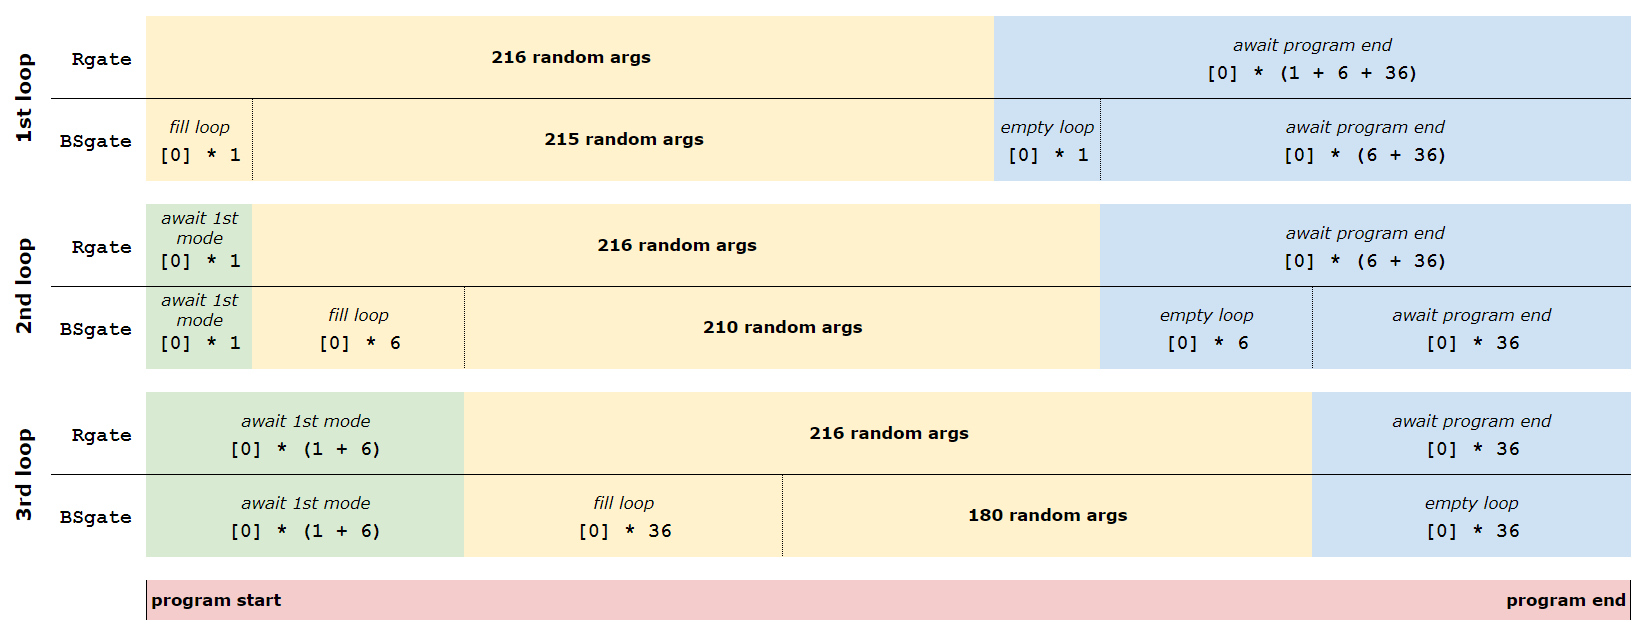 1st loop
Rgate
216 random args
await program end
[0] * (1 + 6 + 36)
BSgate
fill loop
[0] * 1
215 random args
empty loop
[0] * 1
await program end
[0] * (6 + 36)
2nd loop
Rgate
await 1st
mode
[0] * 1
216 random args
await program end
[0] * (6 + 36)
BSgate
await 1st
mode
[0] * 1
fill loop
[0] * 6
210 random args
empty loop
[0] * 6
await program end
[0] * 36
3rd loop
Rgate
await 1st mode
[0] * (1 + 6)
216 random args
await program end
[0] * 36
BSgate
await 1st mode
[0] * (1 + 6)
fill loop
[0] * 36
180 random args
empty loop
[0] * 36
program start
program end